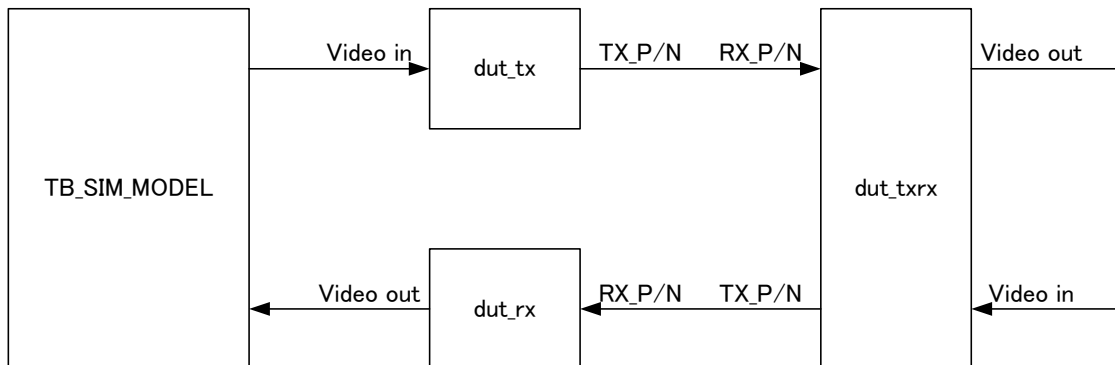 Video in
dut_tx
TX_P/N
RX_P/N
Video out
TB_SIM_MODEL
dut_txrx
Video out
dut_rx
RX_P/N
TX_P/N
Video in